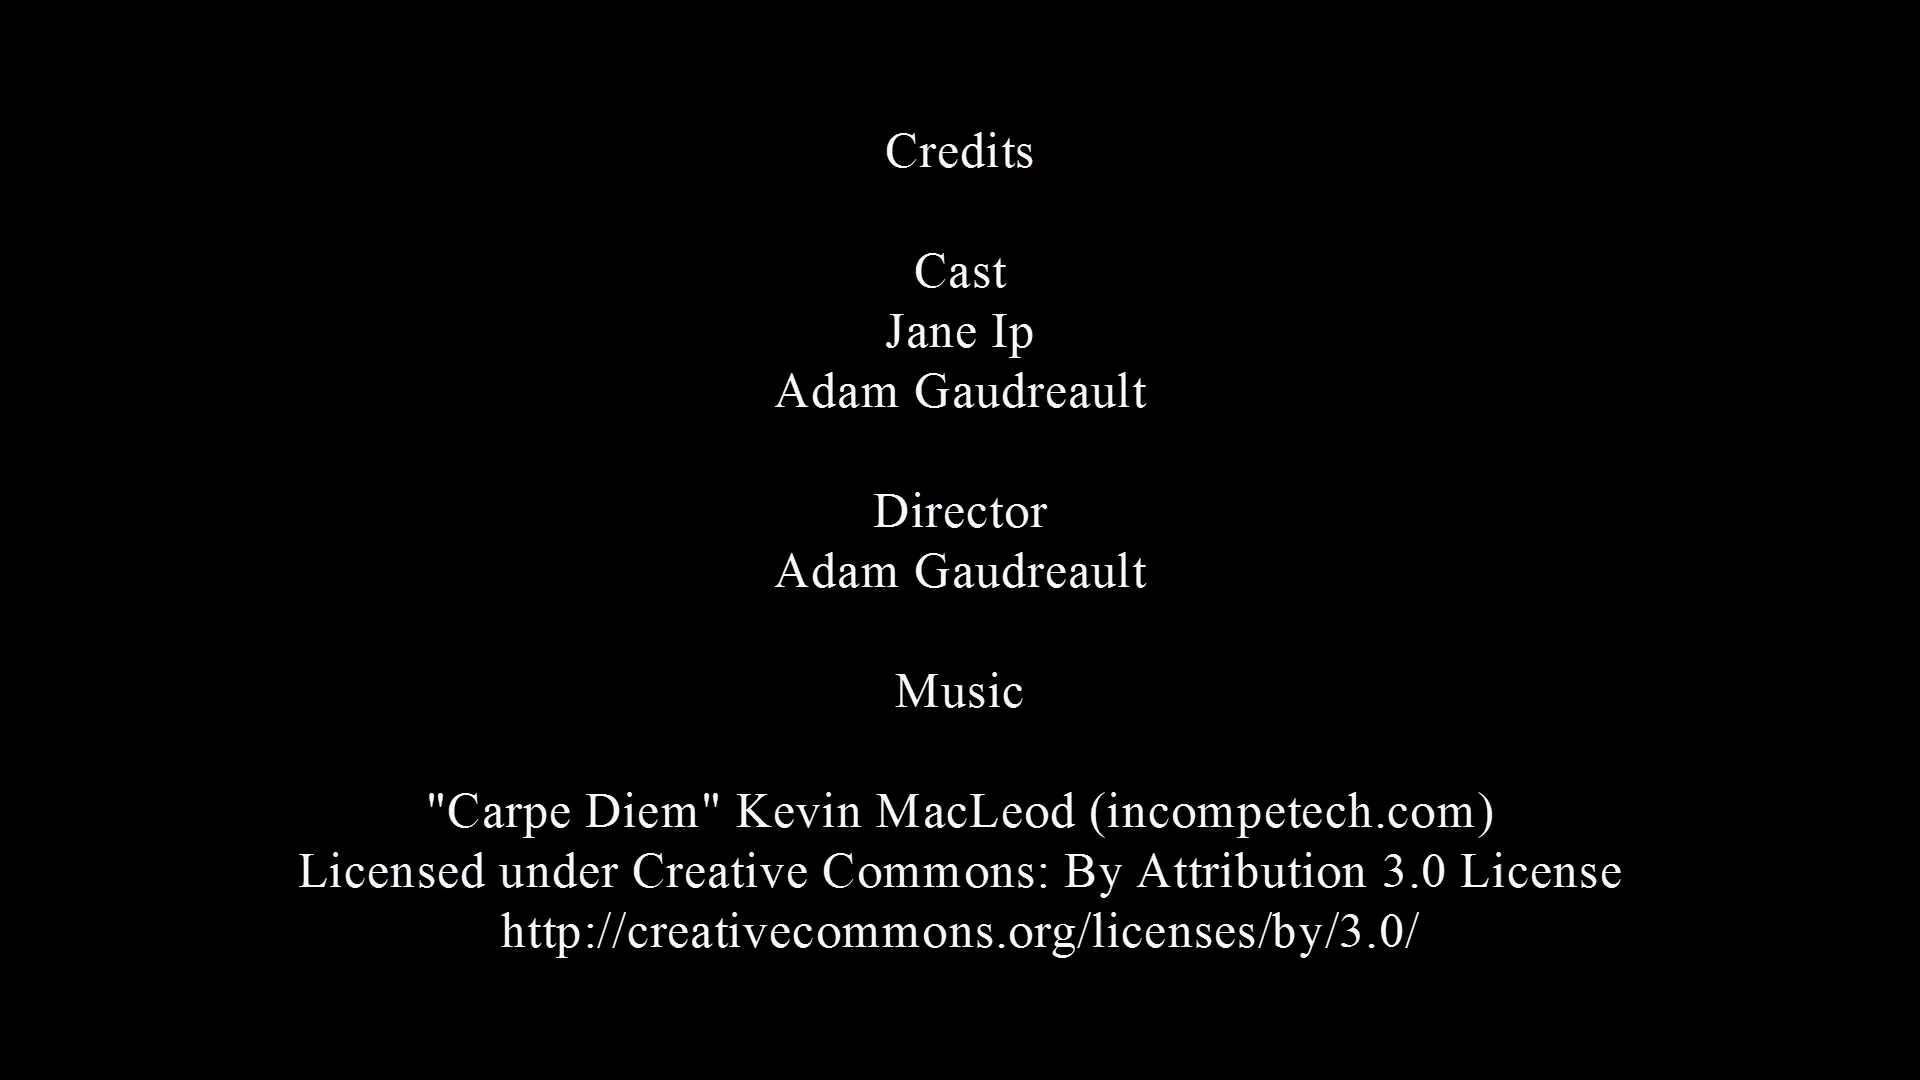 Credits
Cast
Jane Ip
Adam Gaudreault
Director
Adam Gaudreault
Music
"Carpe Diem" Kevin MacLeod (incompetech.com)
Licensed under Creative Commons: By Attribution 3.0 License
http://creativecommons.org/licenses/by/3.0/